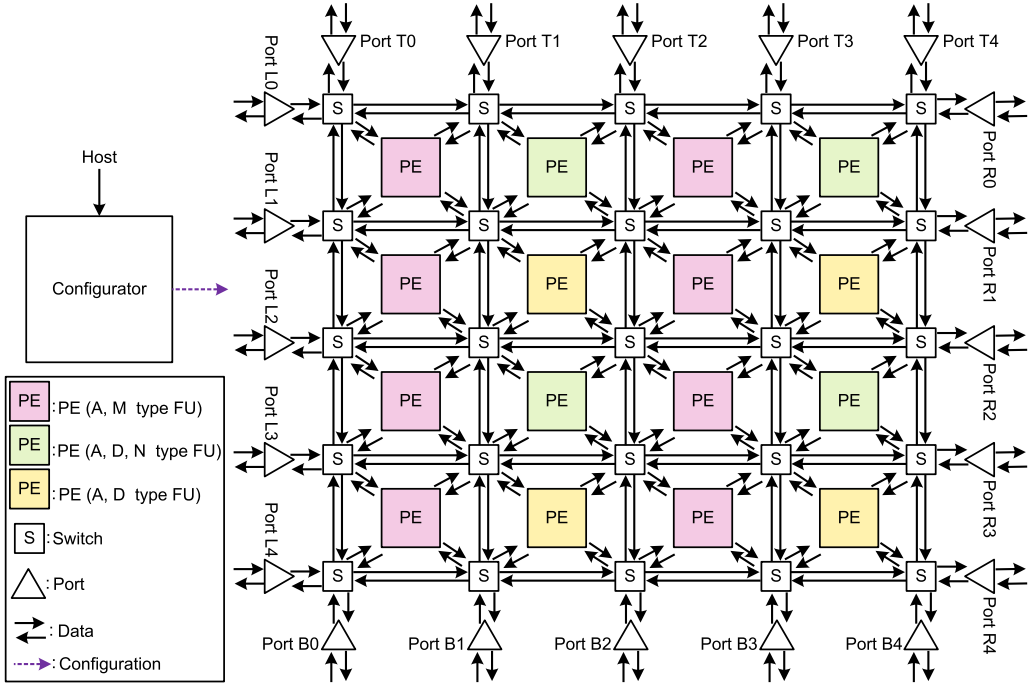 Port T0
Port T1
Port T2
Port T3
Port T4
Port L0
S S S S S
Port R0
PE PE PE PE
Host
Port L1
S S S S S
Port R1
Configurator
PE PE PE PE
Port L2
S S S S S
Port R2
PE PE PE PE
Port L3
S S S S S
Port R3
PE PE PE PE
Port L4
S S S S S
Port R4
Port B0
Port B1
Port B2
Port B3
Port B4
PE :PE (A, M type FU)
PE :PE (A, D, N type FU)
PE :PE (A, D type FU)
S :Switch
:Port
:Data
:Configuration